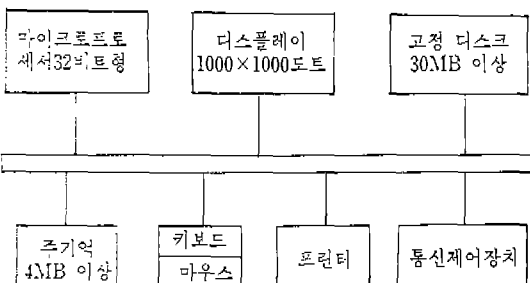 마이크로프로
세서32비트형
디스플레이
1000×1000도트
고정 디스크
30MB 이상
주기억
4MB 이상
키보드
마우스
프린터
통신제어장치